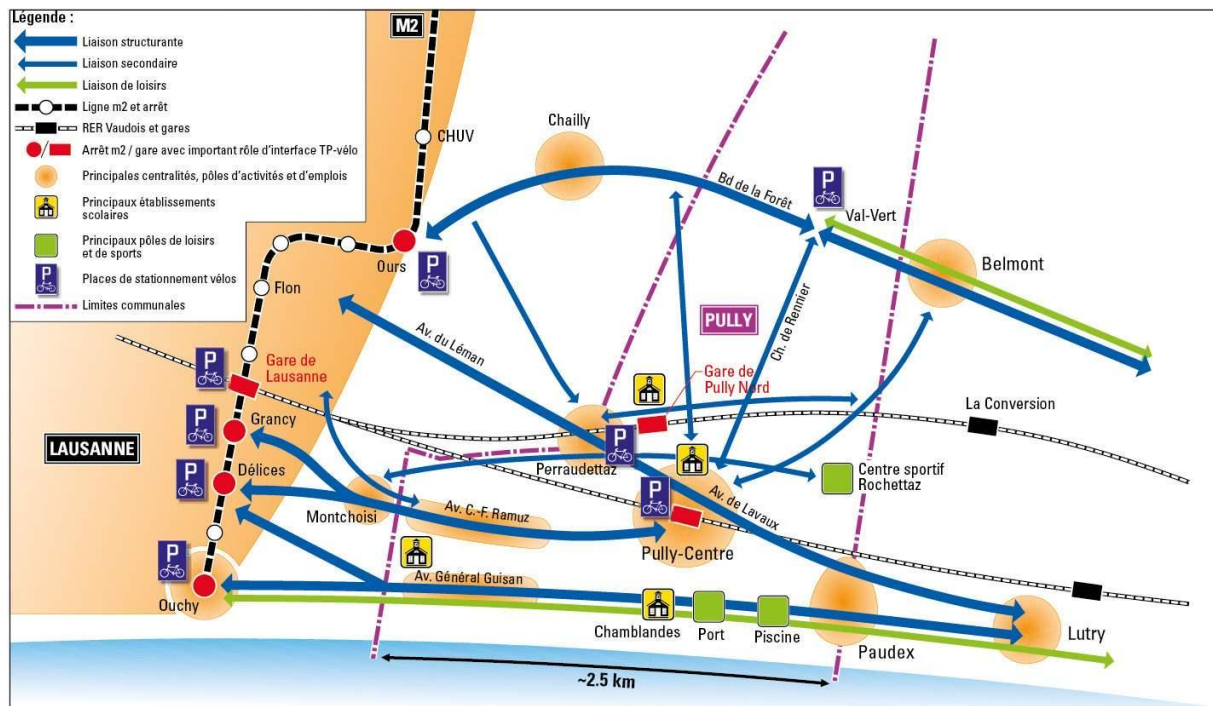 Légende :
Liaison structurante
Liaison secondaire
Liaison de loisirs
Ligne m2 et arrêt
RER Vaudois et gares
Arrêt m2 / gare avec important rôle d'interface TP-vélo
Principales centralités, pôles d'activités et d'emplois
Principaux établissements
scolaires
Principaux pôles de loisirs
et de sports
P
Places de stationnement vélos
Limites communales
M2
CHUV
Chailly
Bd de la Forêt
P
Val-Vert
Belmont
Ours
P
Flon
Av. du Léman
PULLY
Ch. de Rennier
P
Gare de
Lausanne
Gare de
Pully Nord
La Conversion
P
Grancy
LAUSANNE
P
Délices
Perraudettaz
P
Centre sportif
Rochettaz
Montchoisi
Av. C.-F. Ramuz
P
Av. de Lavaux
Pully-Centre
P
Ouchy
Av. Général Guisan
Chamblandes
Port
Piscine
Paudex
Lutry
~2.5 km